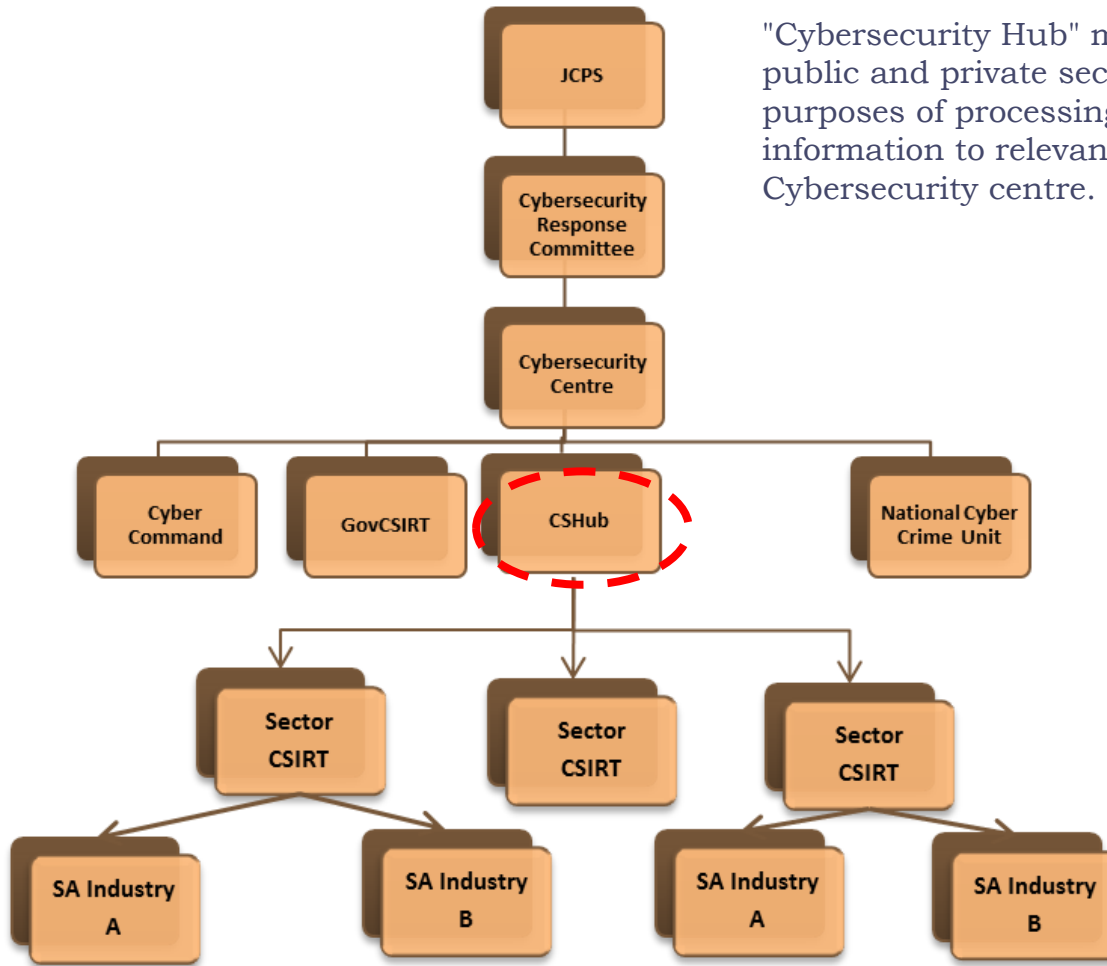 "Cybersecurity Hub"
public and private
purposes of processing
information to
Cybersecurity centre.
JCPS
Cybersecurity
Response
Committee
Cybersecurity
Centre
Cyber
Command
GovCSIRT
CSHub
National Cyber
Crime Unit
Sector
CSIRT
Sector
CSIRT
Sector
CSIRT
SA Industry
A
SA Industry
B
SA Industry
A
SA Industry
B